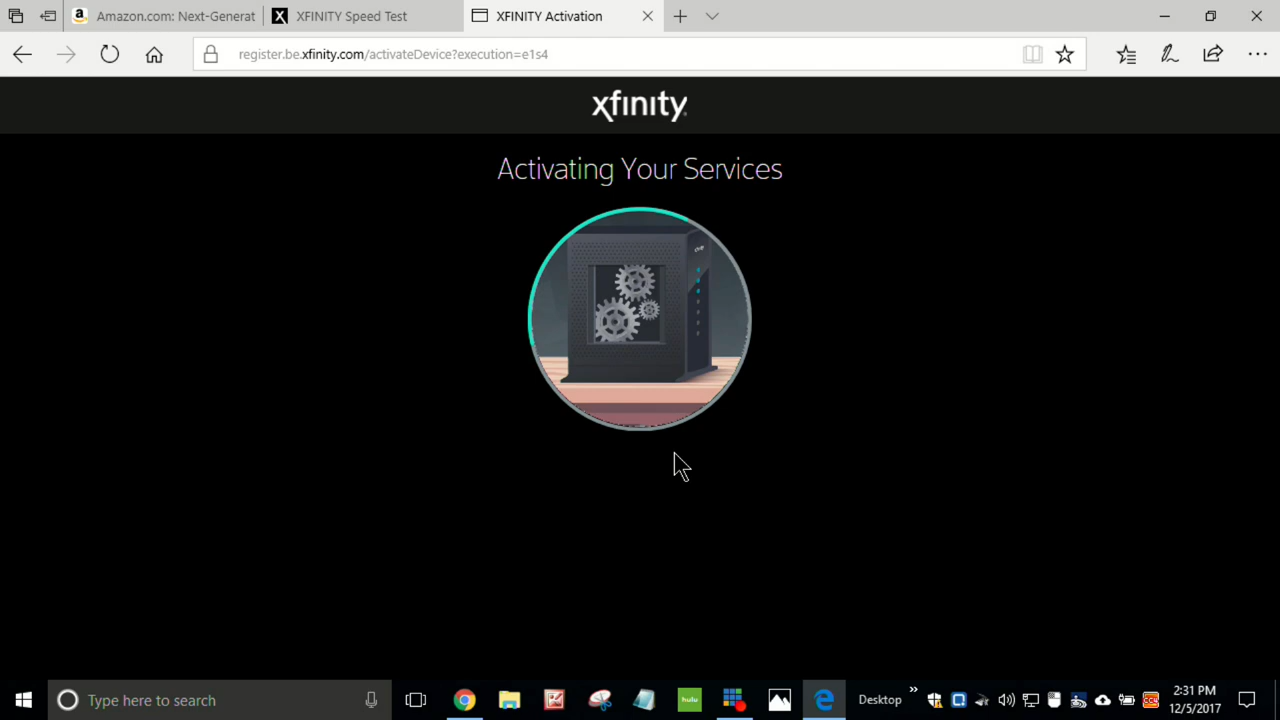 Amazon.com: Next-Generat
XFINITY Speed Test
XFINITY Activation
register.be.xfinity.com/activateDevice?execution=e1s4
xfinity
Activating Your Services
Type here to search
hulu
Desktop
2:31 PM
12/5/2017